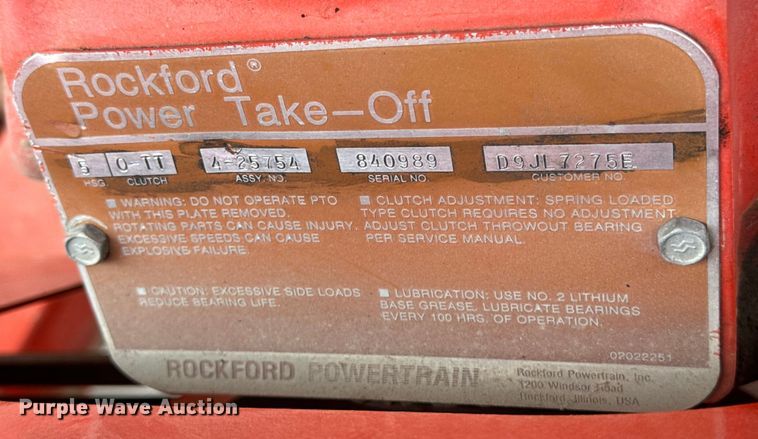 Rockford®
Power Take-Off
5 0-TT 4-25754 840989 D9JL7275E
HSG. CLUTCH ASSY. NO. SERIAL NO. CUSTOMER NO.
■ WARNING: DO NOT OPERATE PTO
WITH THIS PLATE REMOVED.
ROTATING PARTS CAN CAUSE INJURY.
EXCESSIVE SPEEDS CAN CAUSE
EXPLOSIVE FAILURE.
■ CLUTCH ADJUSTMENT: SPRING LOADED
TYPE CLUTCH REQUIRES NO ADJUSTMENT
ADJUST CLUTCH THROWOUT BEARING
PER SERVICE MANUAL.
■ CAUTION: EXCESSIVE SIDE LOADS
REDUCE BEARING LIFE.
■ LUBRICATION: USE NO. 2 LITHIUM
BASE GREASE. LUBRICATE BEARINGS
EVERY 100 HRS. OF OPERATION.
02022251
ROCKFORD POWERTRAIN
Rockford Powertrain, Inc.
1200 Windsor Road
Rockford, Illinois, USA
Purple Wave Auction